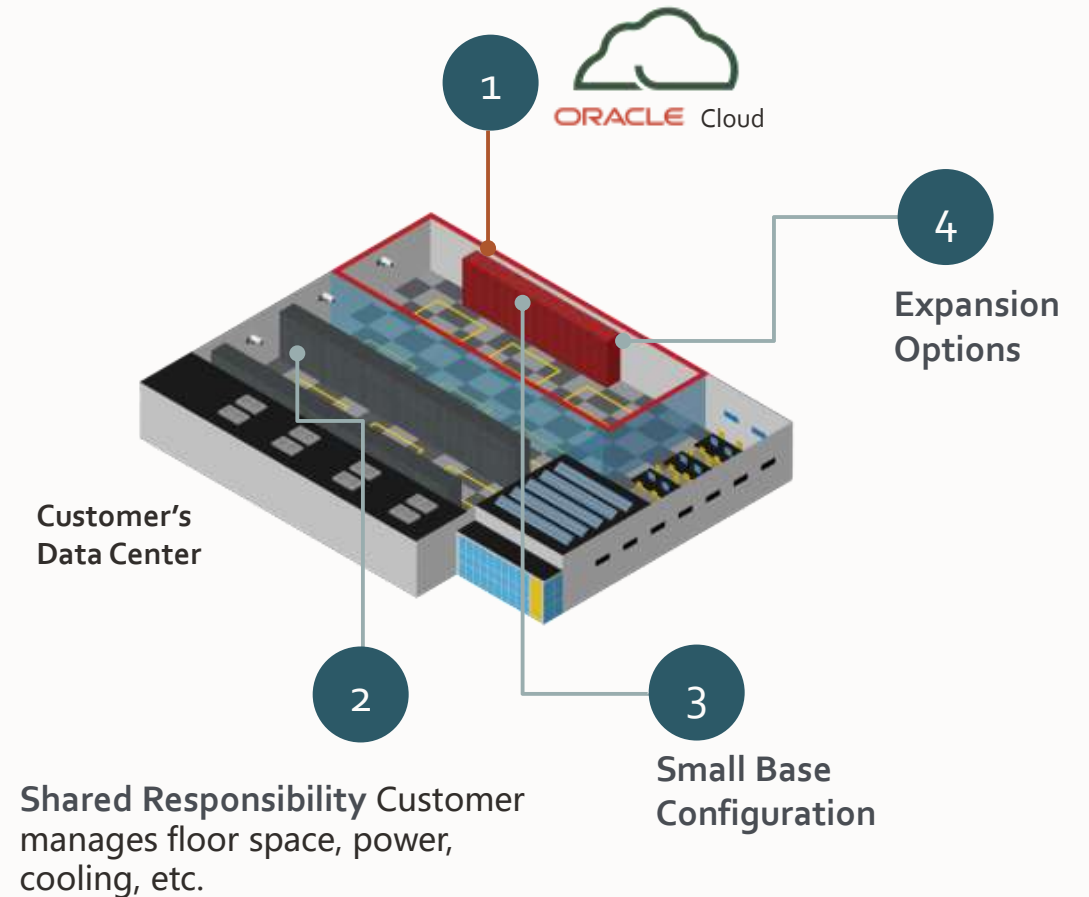 1
ORACLE Cloud
4
Expansion
Options
Customer's
Data Center
2
3
Small Base
Configuration
Shared Responsibility Customer
manages floor space, power,
cooling, etc.